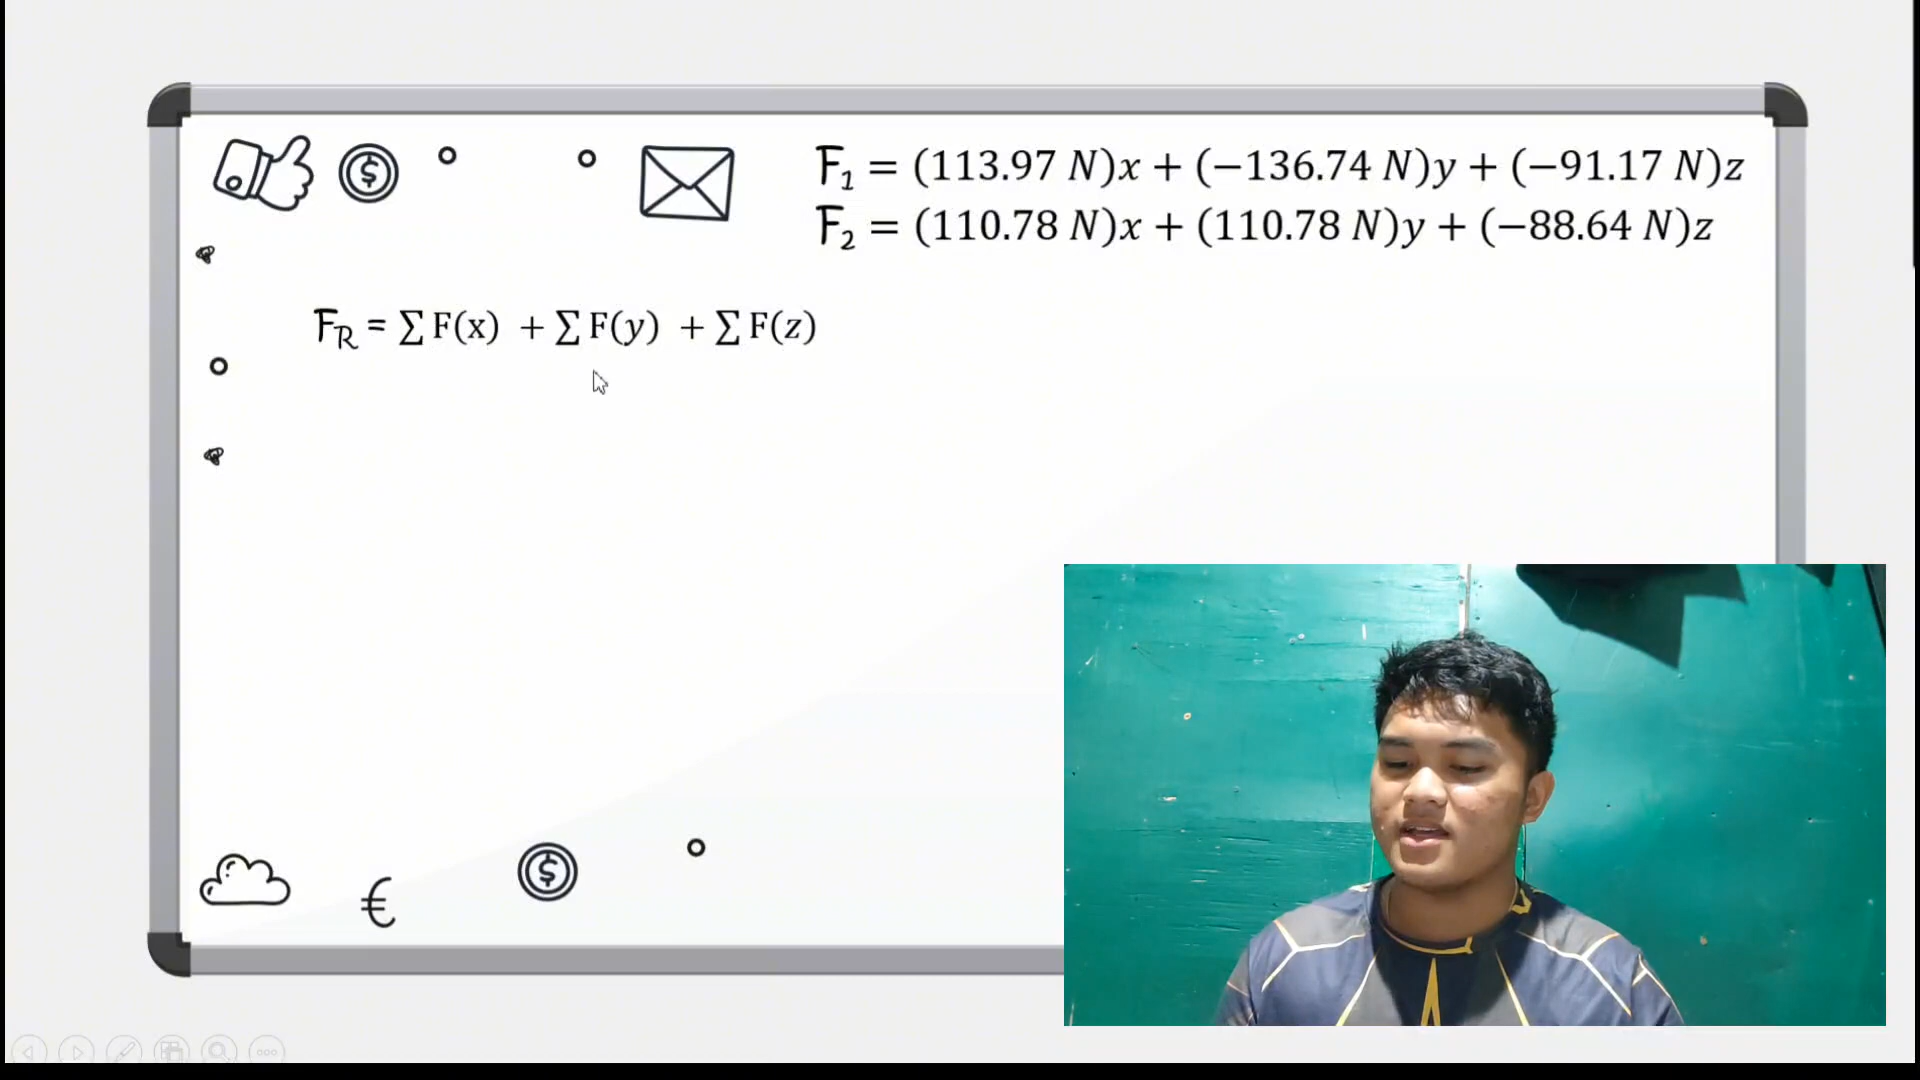 F₁ = (113.97 N)x + (−136.74 N)y + (−91.17 N)z
F₂ = (110.78 N)x + (110.78 N)y + (−88.64 N)z
F_R = ∑ F(x) + ∑ F(y) + ∑ F(z)